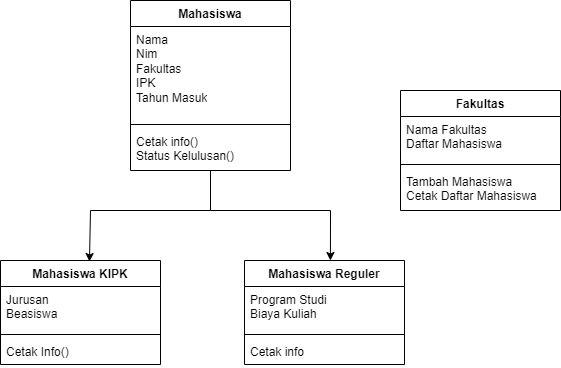 Mahasiswa
Nama
Nim
Fakultas
IPK
Tahun Masuk
Cetak info()
Status Kelulusan()
Fakultas
Nama Fakultas
Daftar Mahasiswa
Tambah Mahasiswa
Cetak Daftar Mahasiswa
Mahasiswa KIPK
Jurusan
Beasiswa
Cetak Info()
Mahasiswa Reguler
Program Studi
Biaya Kuliah
Cetak info